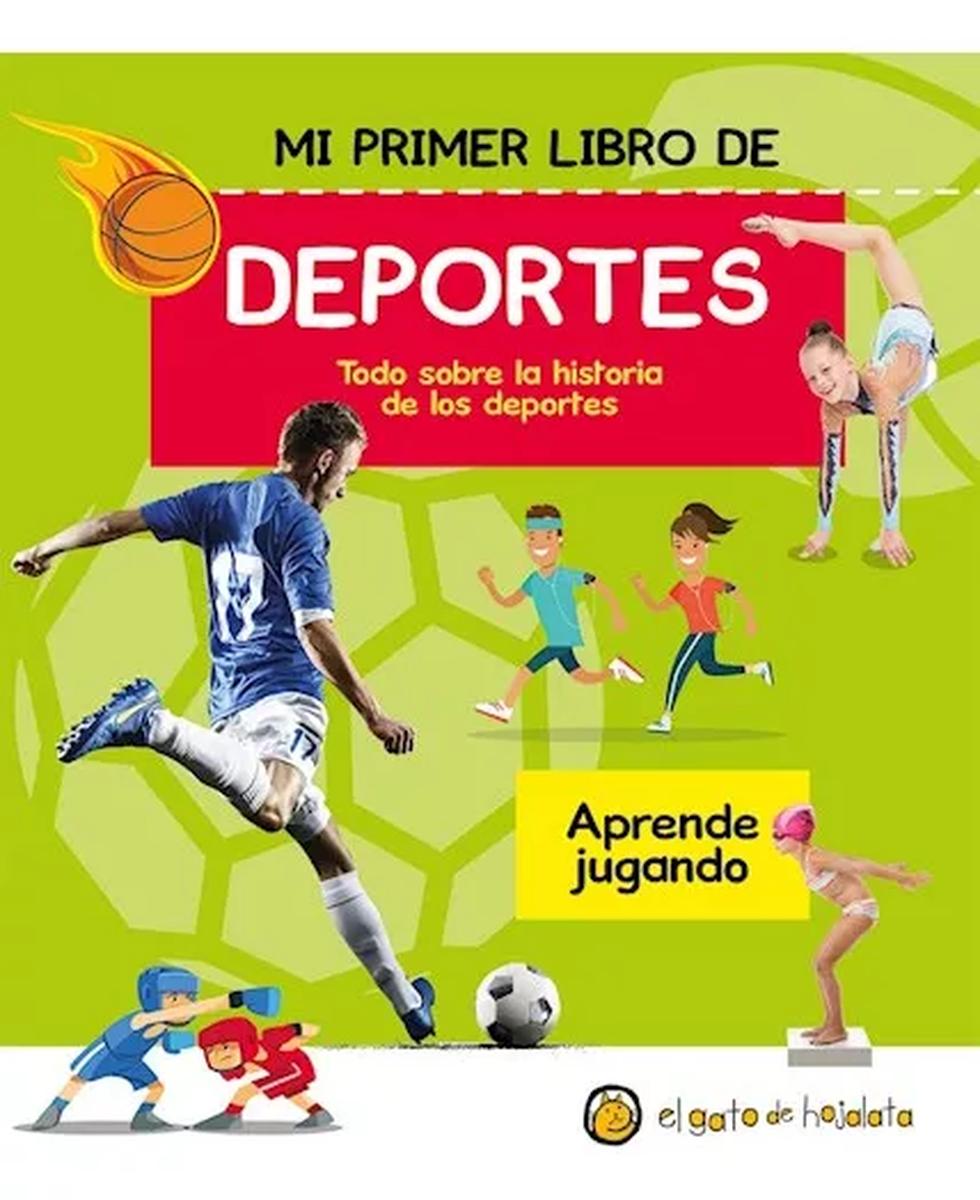 MI PRIMER LIBRO DE
DEPORTES
Todo sobre la historia
de los deportes
17
17
Aprende
jugando
el gato de hojalata